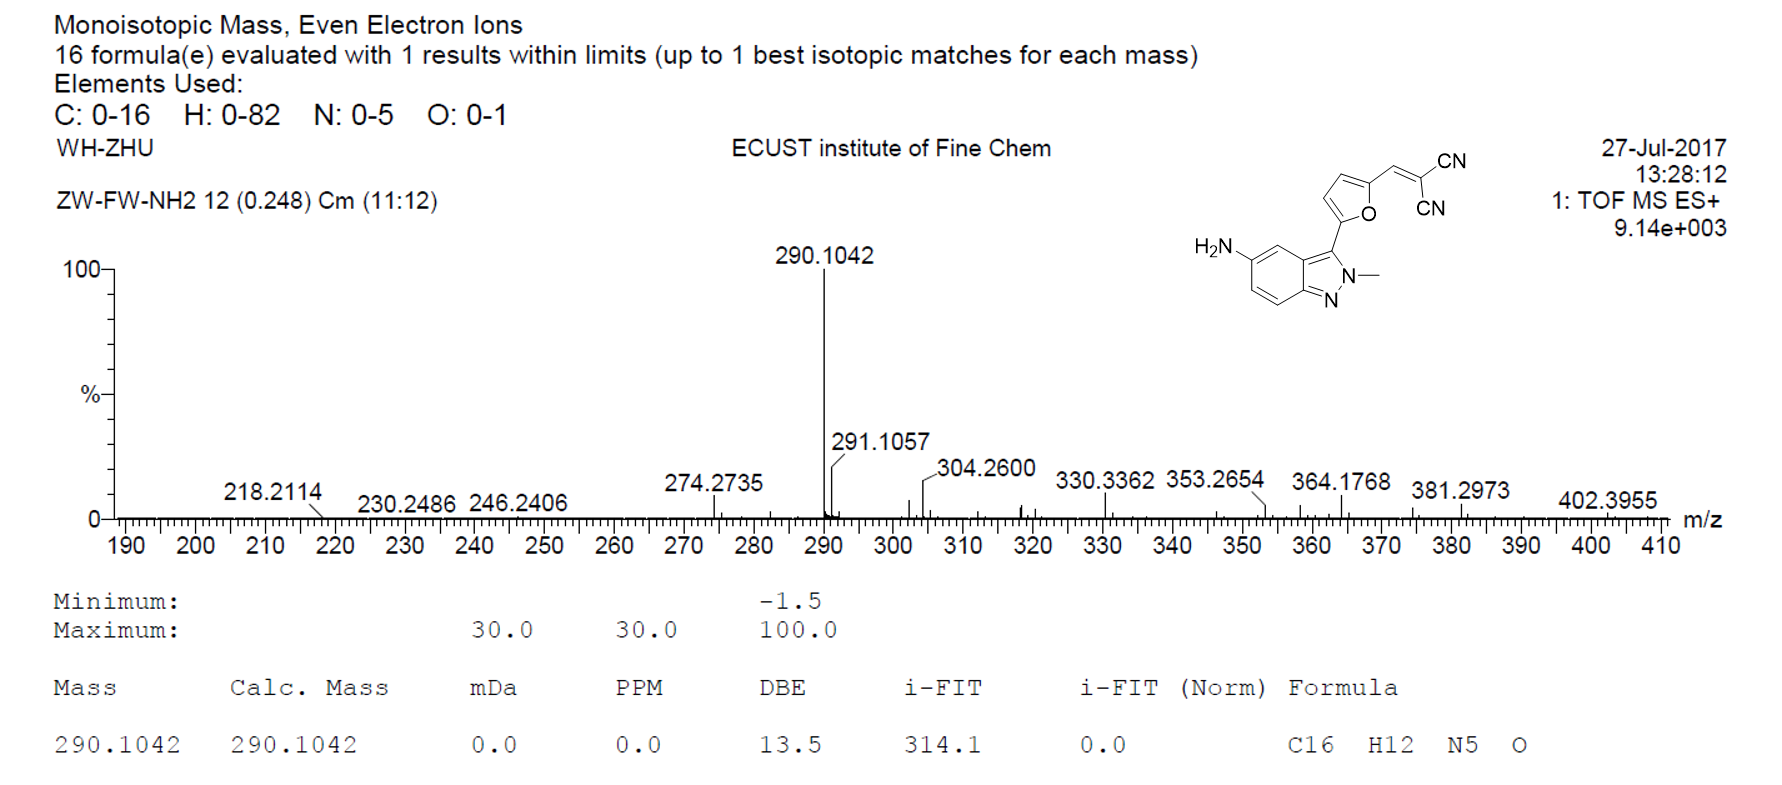 Monoisotopic Mass, Even Electron Ions
16 formula(e) evaluated with 1 results within limits (up to 1 best isotopic matches for each mass)
Elements Used:
C: 0-16 H: 0-82 N: 0-5 O: 0-1
WH-ZHU ECUST institute of Fine Chem 27-Jul-2017
13:28:12
ZW-FW-NH2 12 (0.248) Cm (11:12) 1: TOF MS ES+
9.14e+003
CN
CN
O
H2N
N
N
100
%
0
290.1042
291.1057
304.2600
274.2735
330.3362
353.2654
364.1768
381.2973
218.2114
230.2486
246.2406
402.3955
m/z
190 200 210 220 230 240 250 260 270 280 290 300 310 320 330 340 350 360 370 380 390 400 410
Minimum: -1.5
Maximum: 30.0 30.0 100.0
Mass Calc. Mass mDa PPM DBE i-FIT i-FIT (Norm) Formula
290.1042 290.1042 0.0 0.0 13.5 314.1 0.0 C16 H12 N5 O